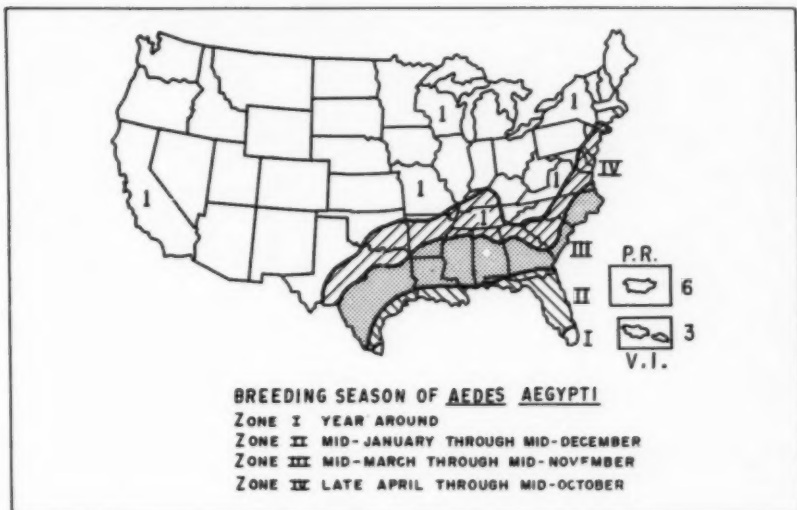 1
1
1
1
1
1
IV
III
II
I
P.R.
6
3
V.I.
BREEDING SEASON OF AEDES AEGYPTI
ZONE I YEAR AROUND
ZONE II MID-JANUARY THROUGH MID-DECEMBER
ZONE III MID-MARCH THROUGH MID-NOVEMBER
ZONE IV LATE APRIL THROUGH MID-OCTOBER